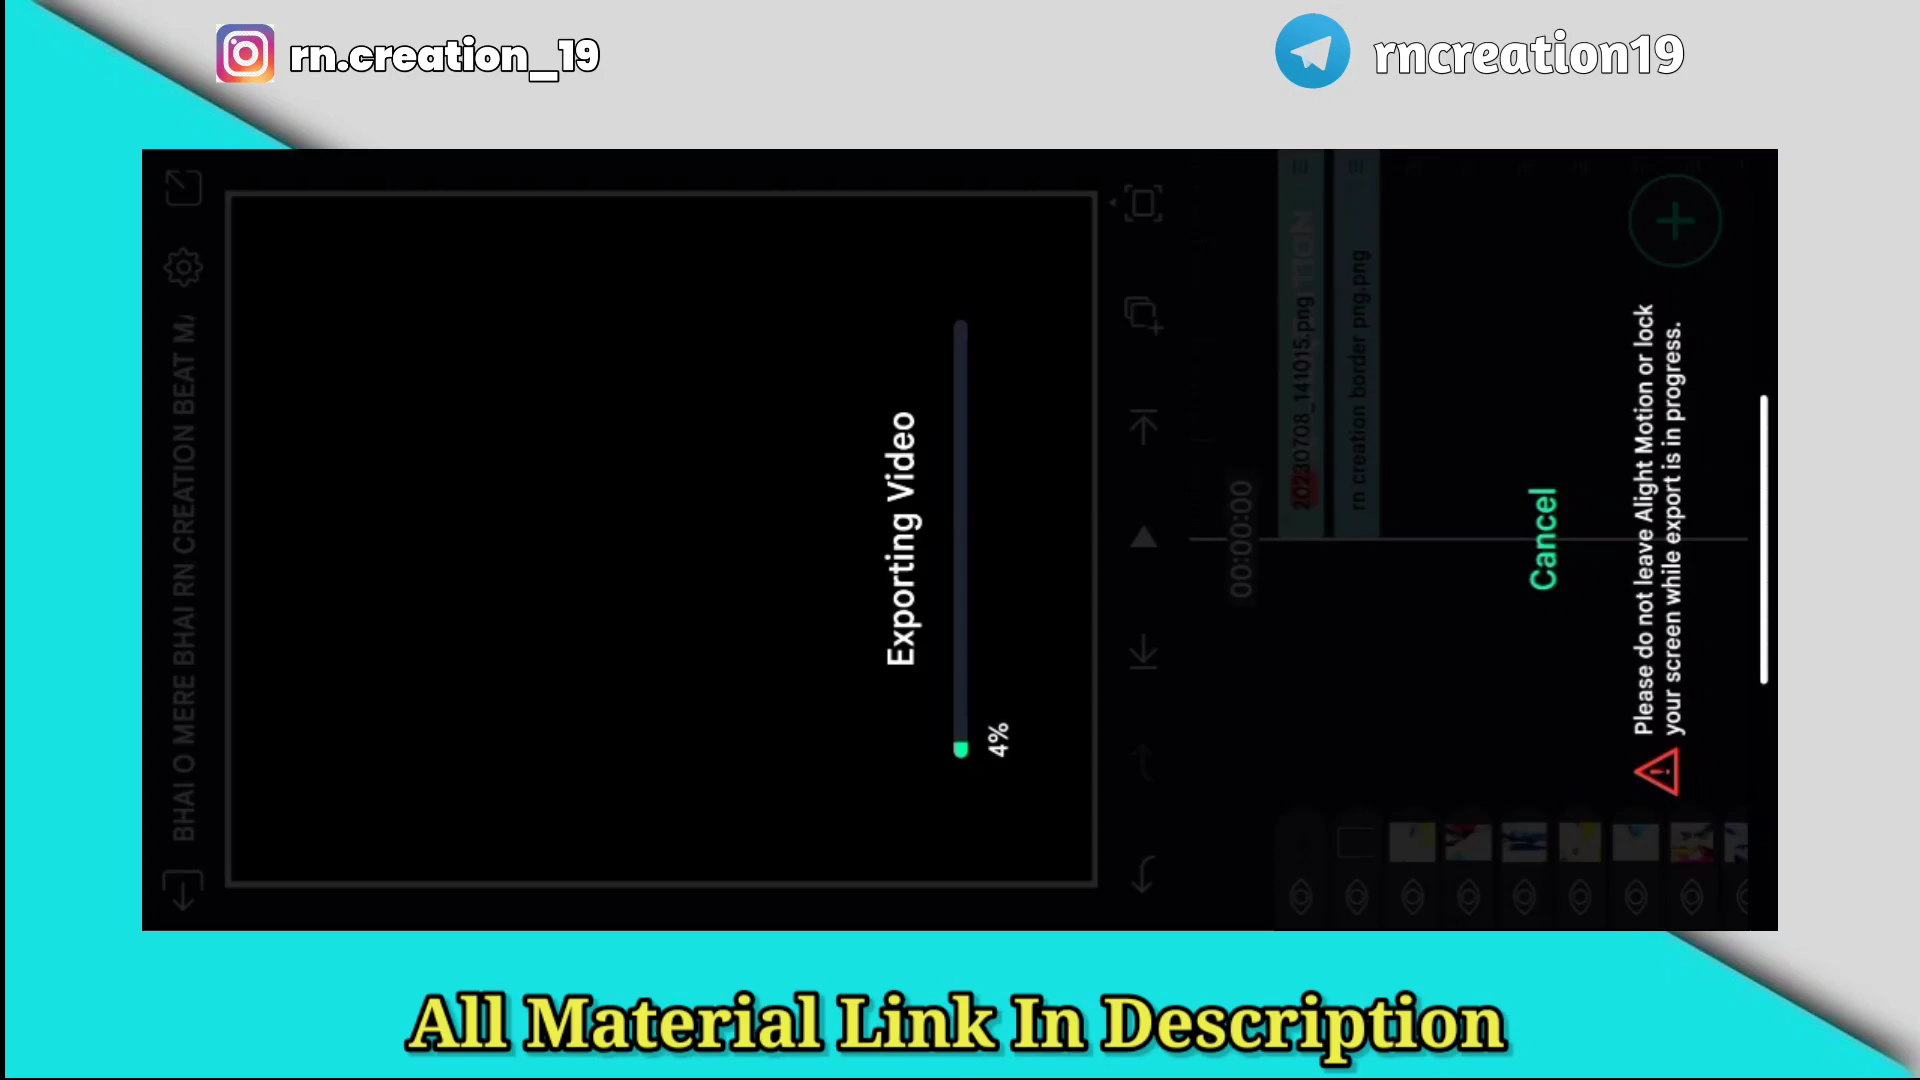 rn.creation_19
rncreation19
BHAI O MERE BHAI RN CREATION BEAT M
Exporting Video
4%
00:00:00
20230708_141015.png
rn creation border png.png
Cancel
Please do not leave Alight Motion or lock
your screen while export is in progress.
All Material Link In Description